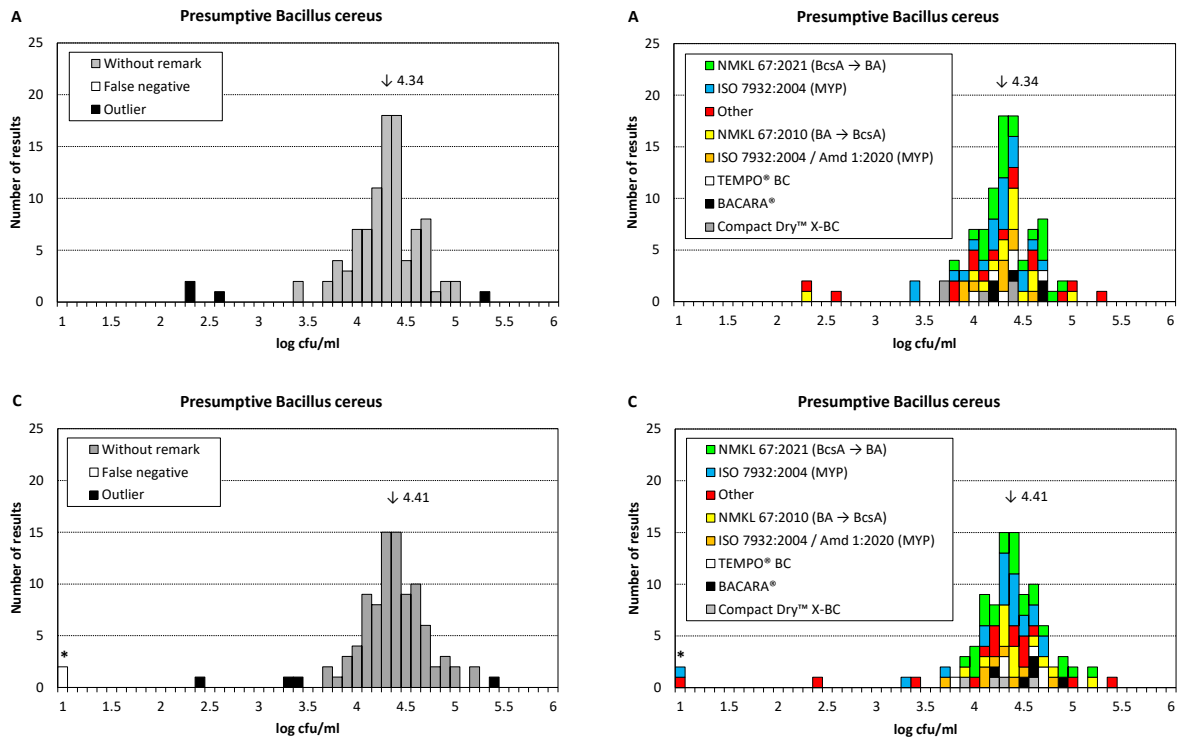 A
Presumptive Bacillus cereus
25
20
15
10
5
0
Number of results
Without remark
False negative
Outlier
↓ 4.34
1 1.5 2 2.5 3 3.5 4 4.5 5 5.5 6
log cfu/ml
A
Presumptive Bacillus cereus
25
20
15
10
5
0
Number of results
NMKL 67:2021 (BcsA → BA)
ISO 7932:2004 (MYP)
Other
NMKL 67:2010 (BA → BcsA)
ISO 7932:2004 / Amd 1:2020 (MYP)
TEMPO® BC
BACARA®
Compact Dry™ X-BC
↓ 4.34
1 1.5 2 2.5 3 3.5 4 4.5 5 5.5 6
log cfu/ml
C
Presumptive Bacillus cereus
25
20
15
10
5
0
Number of results
Without remark
False negative
Outlier
↓ 4.41
*
1 1.5 2 2.5 3 3.5 4 4.5 5 5.5 6
log cfu/ml
C
Presumptive Bacillus cereus
25
20
15
10
5
0
Number of results
NMKL 67:2021 (BcsA → BA)
ISO 7932:2004 (MYP)
Other
NMKL 67:2010 (BA → BcsA)
ISO 7932:2004 / Amd 1:2020 (MYP)
TEMPO® BC
BACARA®
Compact Dry™ X-BC
↓ 4.41
*
1 1.5 2 2.5 3 3.5 4 4.5 5 5.5 6
log cfu/ml